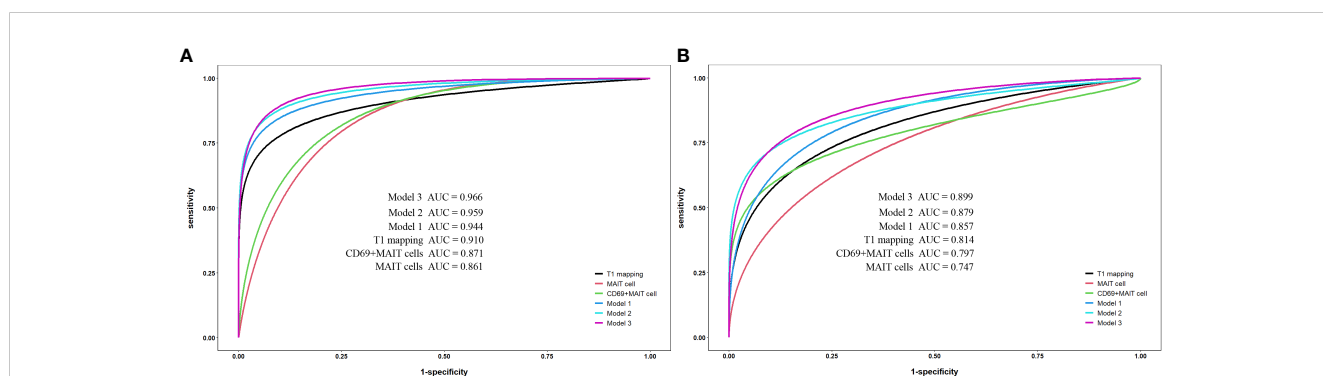 A
1.00
0.75
0.50
0.25
0.00
sensitivity
Model 3 AUC = 0.966
Model 2 AUC = 0.959
Model 1 AUC = 0.944
T1 mapping AUC = 0.910
CD69+MAIT cells AUC = 0.871
MAIT cells AUC = 0.861
T1 mapping
MAIT cell
CD69+MAIT cell
Model 1
Model 2
Model 3
0.00 0.25 0.50 0.75 1.00
1-specificity
B
1.00
0.75
0.50
0.25
0.00
sensitivity
Model 3 AUC = 0.899
Model 2 AUC = 0.879
Model 1 AUC = 0.857
T1 mapping AUC = 0.814
CD69+MAIT cells AUC = 0.797
MAIT cells AUC = 0.747
T1 mapping
MAIT cell
CD69+MAIT cell
Model 1
Model 2
Model 3
0.00 0.25 0.50 0.75 1.00
1-specificity